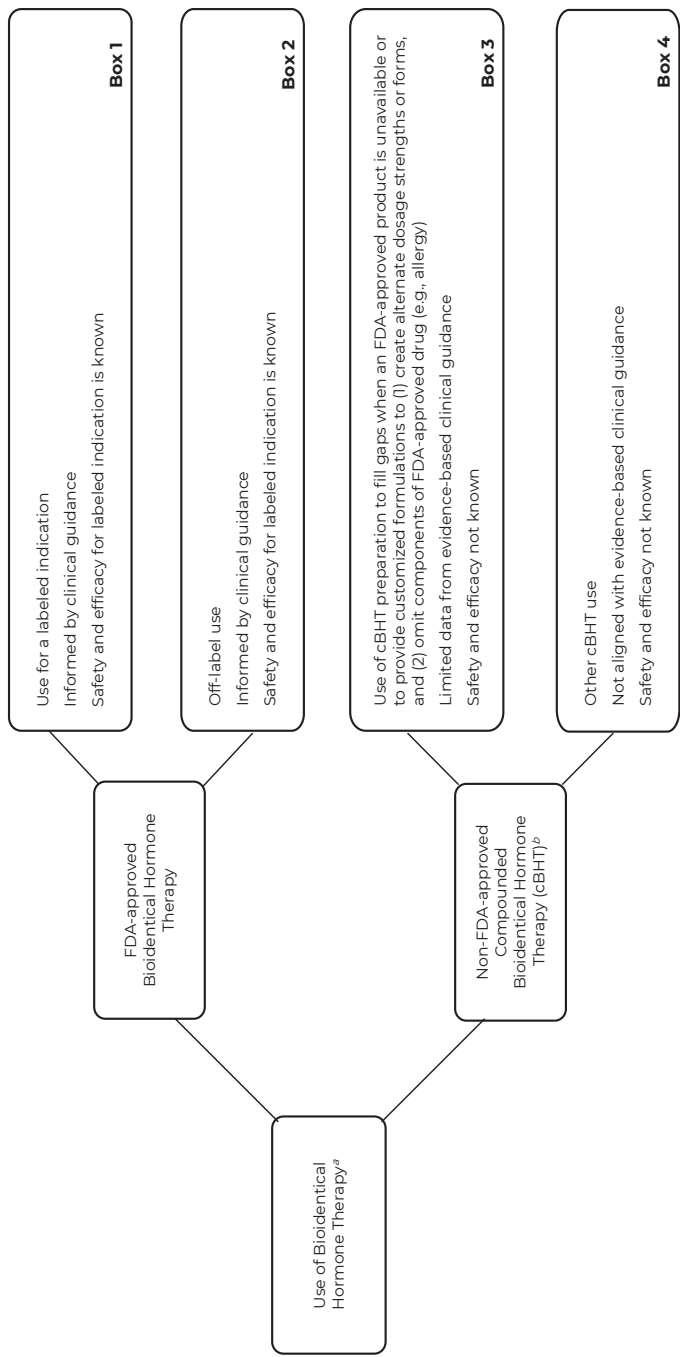 Use of Bioidentical
Hormone Therapyᵃ
FDA-approved
Bioidentical Hormone
Therapy
Non-FDA-approved
Compounded
Bioidentical Hormone
Therapy (cBHT)ᵇ
Use for a labeled indication
Informed by clinical guidance
Safety and efficacy for labeled indication is known
Box 1
Off-label use
Informed by clinical guidance
Safety and efficacy for labeled indication is known
Box 2
Use of cBHT preparation to fill gaps when an FDA-approved product is unavailable or
to provide customized formulations to (1) create alternate dosage strengths or forms,
and (2) omit components of FDA-approved drug (e.g., allergy)
Limited data from evidence-based clinical guidance
Safety and efficacy not known
Box 3
Other cBHT use
Not aligned with evidence-based clinical guidance
Safety and efficacy not known
Box 4